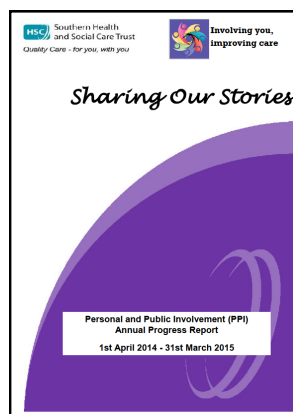 HSC
Southern Health
and Social Care Trust
Quality Care - for you, with you
Involving you,
improving care
Sharing Our Stories
Personal and Public Involvement (PPI)
Annual Progress Report
1st April 2014 - 31st March 2015